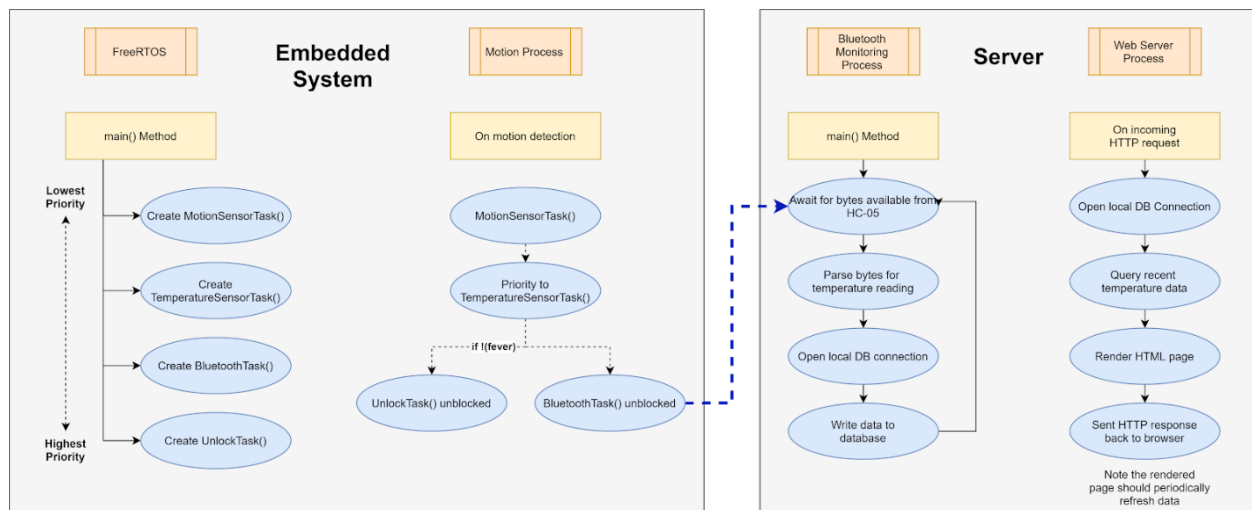 FreeRTOS
Embedded
System
Motion Process
main() Method
On motion detection
Lowest
Priority
Highest
Priority
Create MotionSensorTask()
Create
TemperatureSensorTask()
Create BluetoothTask()
Create UnlockTask()
MotionSensorTask()
Priority to
TemperatureSensorTask()
if !(fever)
UnlockTask() unblocked
BluetoothTask() unblocked
Bluetooth
Monitoring
Process
Server
Web Server
Process
main() Method
Await for bytes available from
HC-05
Parse bytes for
temperature reading
Open local DB connection
Write data to
database
On incoming
HTTP request
Open local DB Connection
Query recent
temperature data
Render HTML page
Sent HTTP response
back to browser
Note the rendered
page should periodically
refresh data